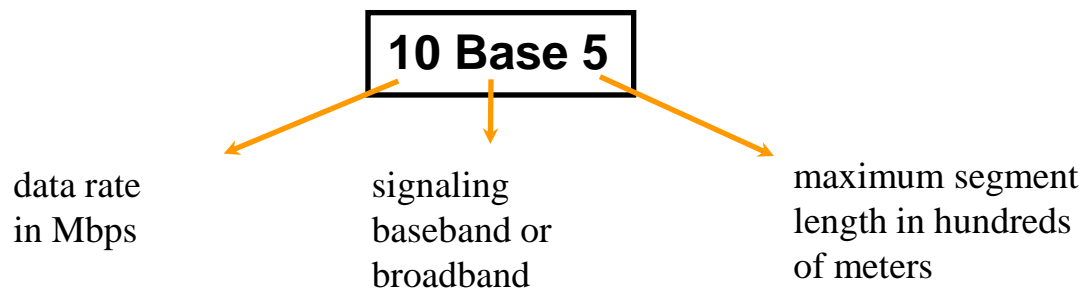 10 Base 5
data rate
in Mbps
signaling
baseband or
broadband
maximum segment
length in hundreds
of meters